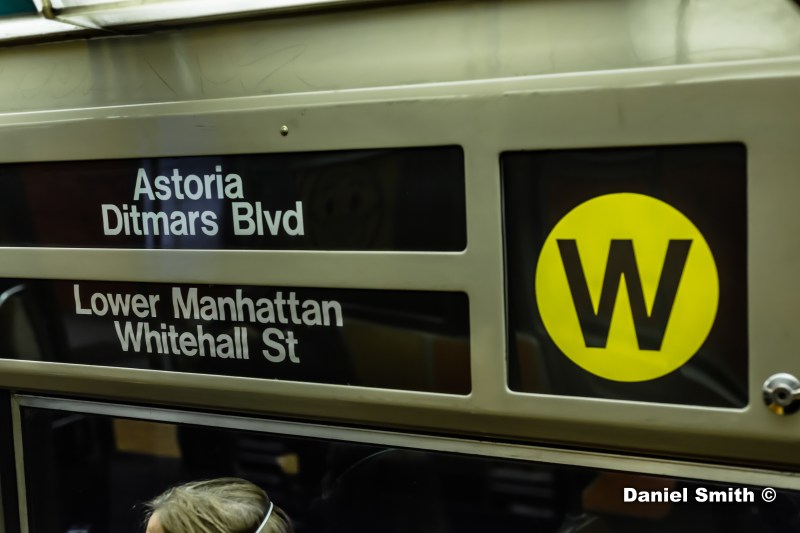 Astoria
Ditmars Blvd
Lower Manhattan
Whitehall St
W
Daniel Smith ©